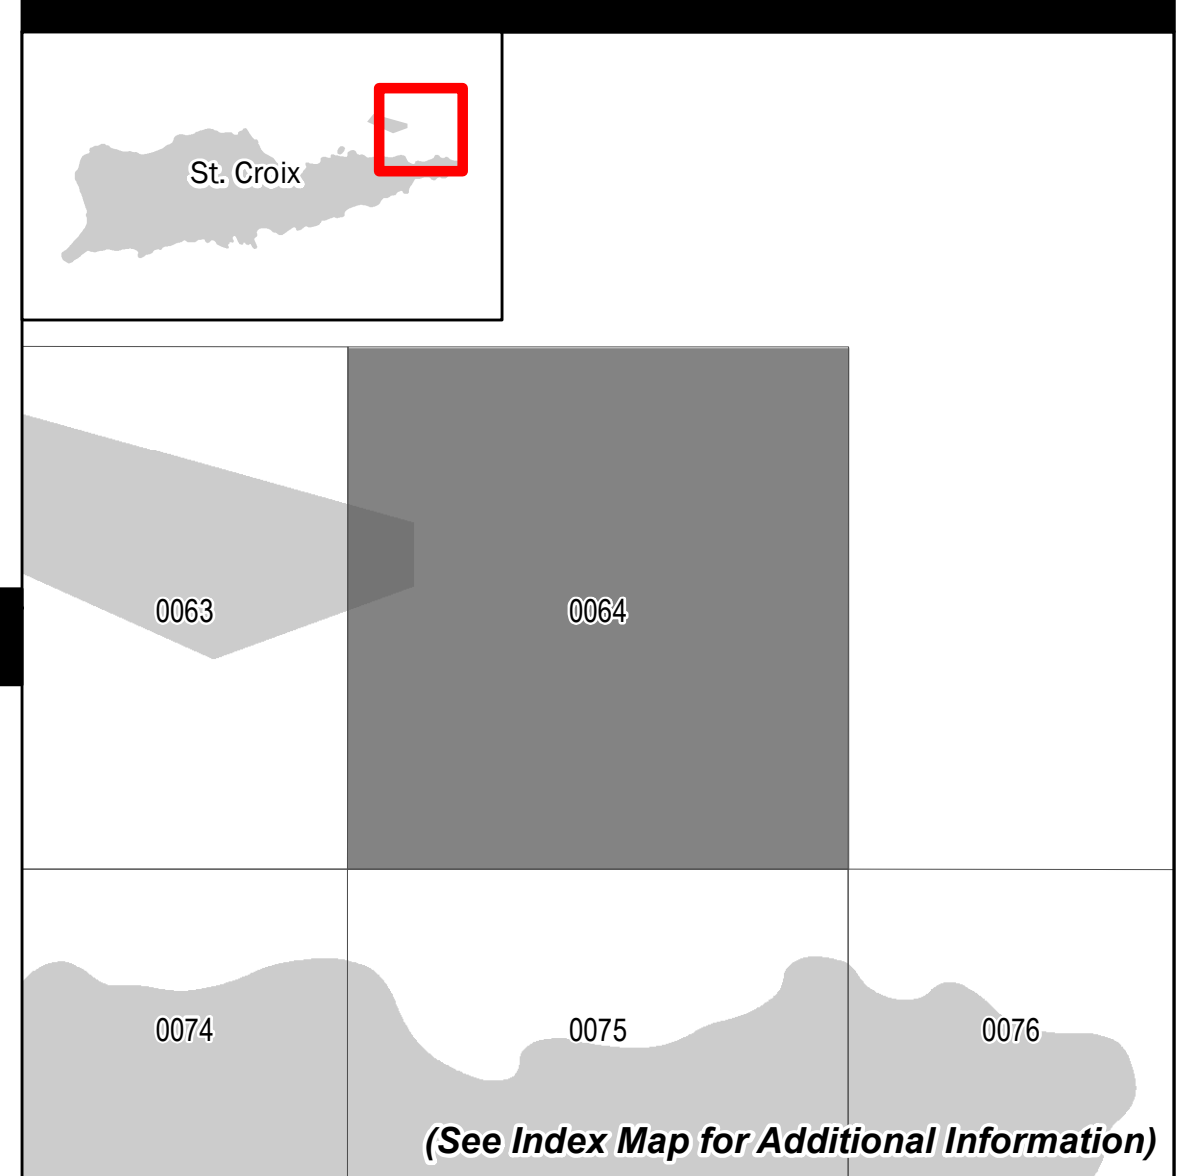 St. Croix
0063
0064
0074
0075
0076
(See Index Map for Additional Information)